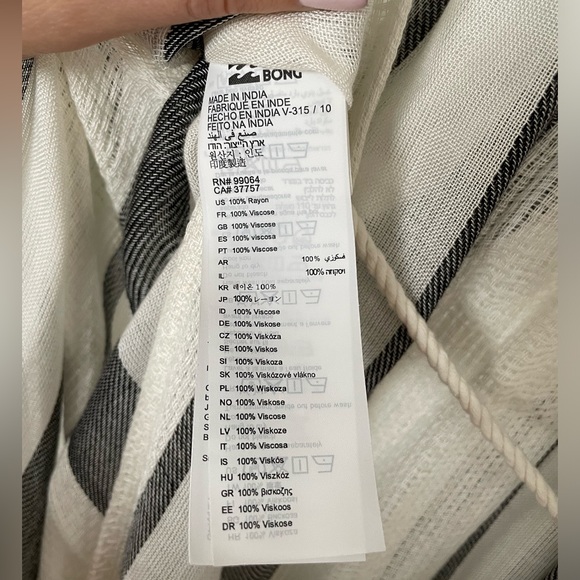 BONG
MADE IN INDIA
FABRIQUÉ EN INDE
HECHO EN INDIA V-315 / 10
FEITO NA INDIA
صنع في الهند
ארץ הייצור: הודו
원산지 : 인도
印度製造
RN# 99064
CA# 37757
US 100% Rayon
FR 100% Viscose
GB 100% Viscose
ES 100% viscosa
PT 100% Viscose
AR 100% فسكوزي
IL 100% ויסקוזה
KR 레이온 100%
JP 100% レーヨン
ID 100% Viscose
DE 100% Viskose
CZ 100% Viskóza
SE 100% Viskos
SI 100% Viskoza
SK 100% Viskózové vlákno
PL 100% Wiskoza
NO 100% Viskose
NL 100% Viscose
LV 100% Viskoze
IT 100% Viscosa
IS 100% Viskós
HU 100% Viszkóz
GR 100% βισκοζης
EE 100% Viskoos
DR 100% Viskose